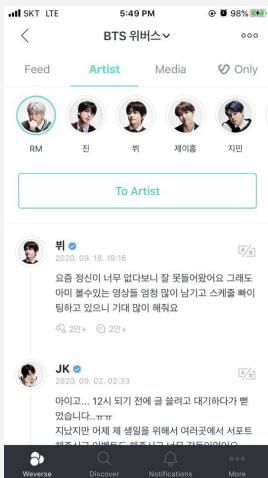 SKT LTE 5:49 PM 98%
BTS 위버스
Feed Artist Media Only
RM 진 뷔 제이홉 지민
To Artist
뷔
2020. 09. 18. 19:16
요즘 정신이 너무 없다보니 잘 못들어왔어요 그래도
아미 볼수있는 영상들 엄청 많이 남기고 스케줄 빠이
팅하고 있으니 기대 많이 해줘요
2만+ 2만+
JK
2020. 09. 02. 02:33
아이고... 12시 되기 전에 글 쓸려고 대기하다가 뻗
었습니다..ㅠㅠ
지났지만 어제 제 생일을 위해서 여러곳에서 서포트
Weverse Discover Notifications More